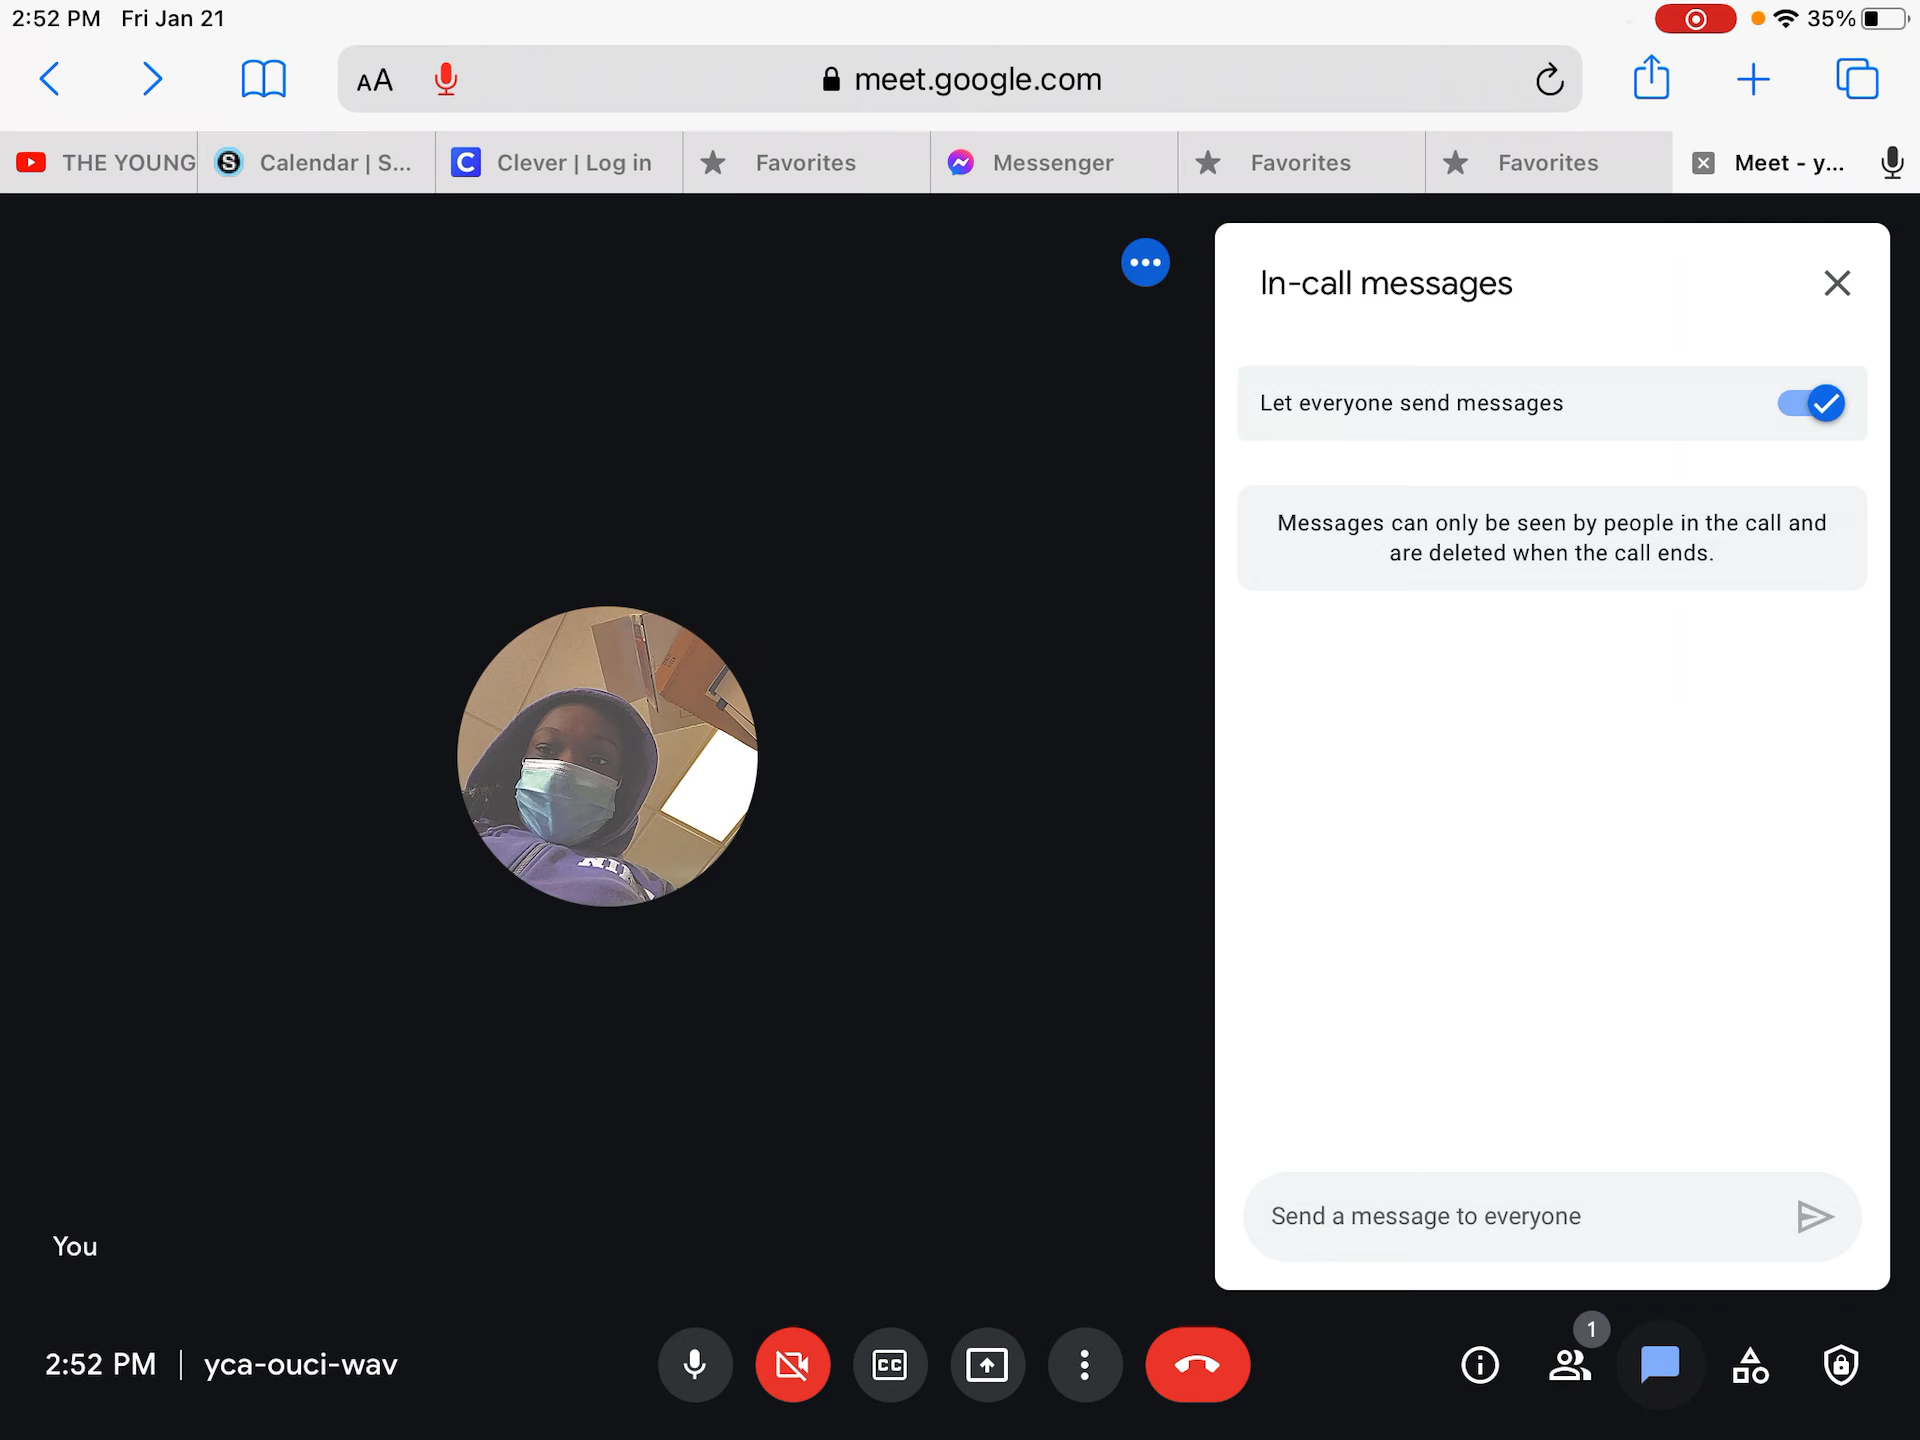 2:52 PM Fri Jan 21
35%
AA meet.google.com
THE YOUNG
Calendar | S...
Clever | Log in
Favorites
Messenger
Favorites
Favorites
Meet - y...
In-call messages
Let everyone send messages
Messages can only be seen by people in the call and
are deleted when the call ends.
Send a message to everyone
You
2:52 PM | yca-ouci-wav
CC
1